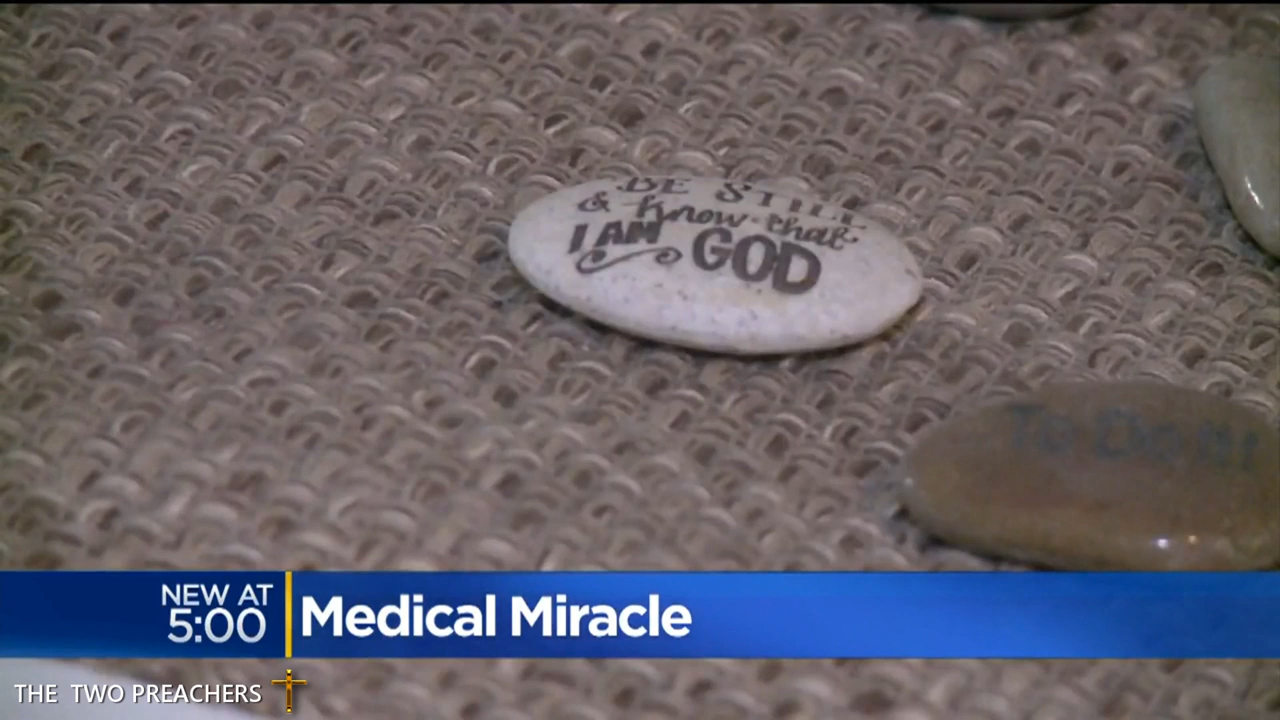 BE STILL
& know that
I AM GOD
NEW AT
5:00
Medical Miracle
THE TWO PREACHERS